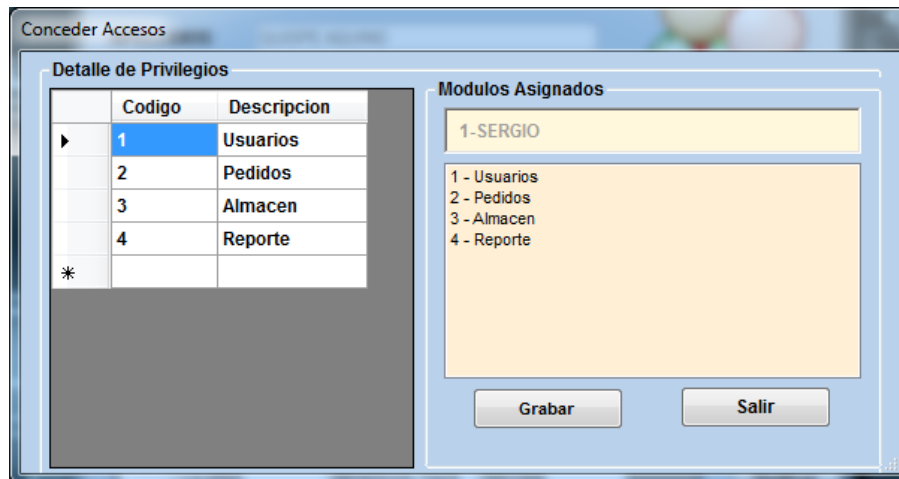 Conceder Accesos
Detalle de Privilegios
Codigo Descripcion
1 Usuarios
2 Pedidos
3 Almacen
4 Reporte
Modulos Asignados
1-SERGIO
1 - Usuarios
2 - Pedidos
3 - Almacen
4 - Reporte
Grabar
Salir